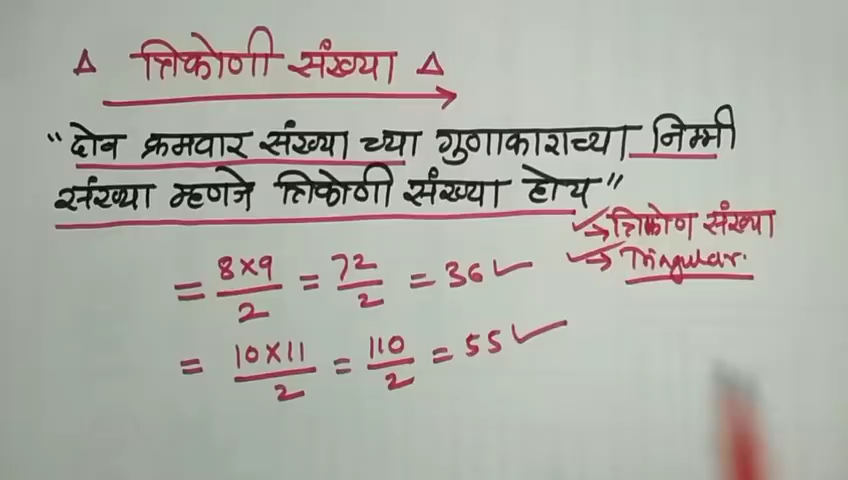 △ त्रिकोणी संख्या △
"दोन क्रमवार संख्या च्या गुणाकाराच्या निम्मी
संख्या म्हणजे त्रिकोणी संख्या होय"
→ त्रिकोण संख्या
→ Tringular.
= 8×9/2 = 72/2 = 36 ✓
= 10×11/2 = 110/2 = 55 ✓